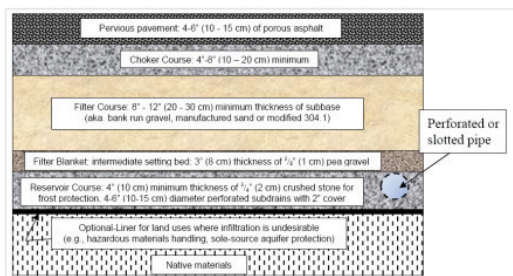 Pervious pavement: 4-6" (10 - 15 cm) of porous asphalt
Choker Course: 4"-8" (10 – 20 cm) minimum
Filter Course: 8" - 12" (20 - 30 cm) minimum thickness of subbase
(aka. bank run gravel, manufactured sand or modified 304.1)
Perforated or
slotted pipe
Filter Blanket: intermediate setting bed: 3" (8 cm) thickness of 3/8" (1 cm) pea gravel
Reservoir Course: 4" (10 cm) minimum thickness of 3/4" (2 cm) crushed stone for
frost protection. 4-6" (10-15 cm) diameter perforated subdrains with 2" cover
Optional-Liner for land uses where infiltration is undesirable
(e.g., hazardous materials handling, sole-source aquifer protection)
Native materials